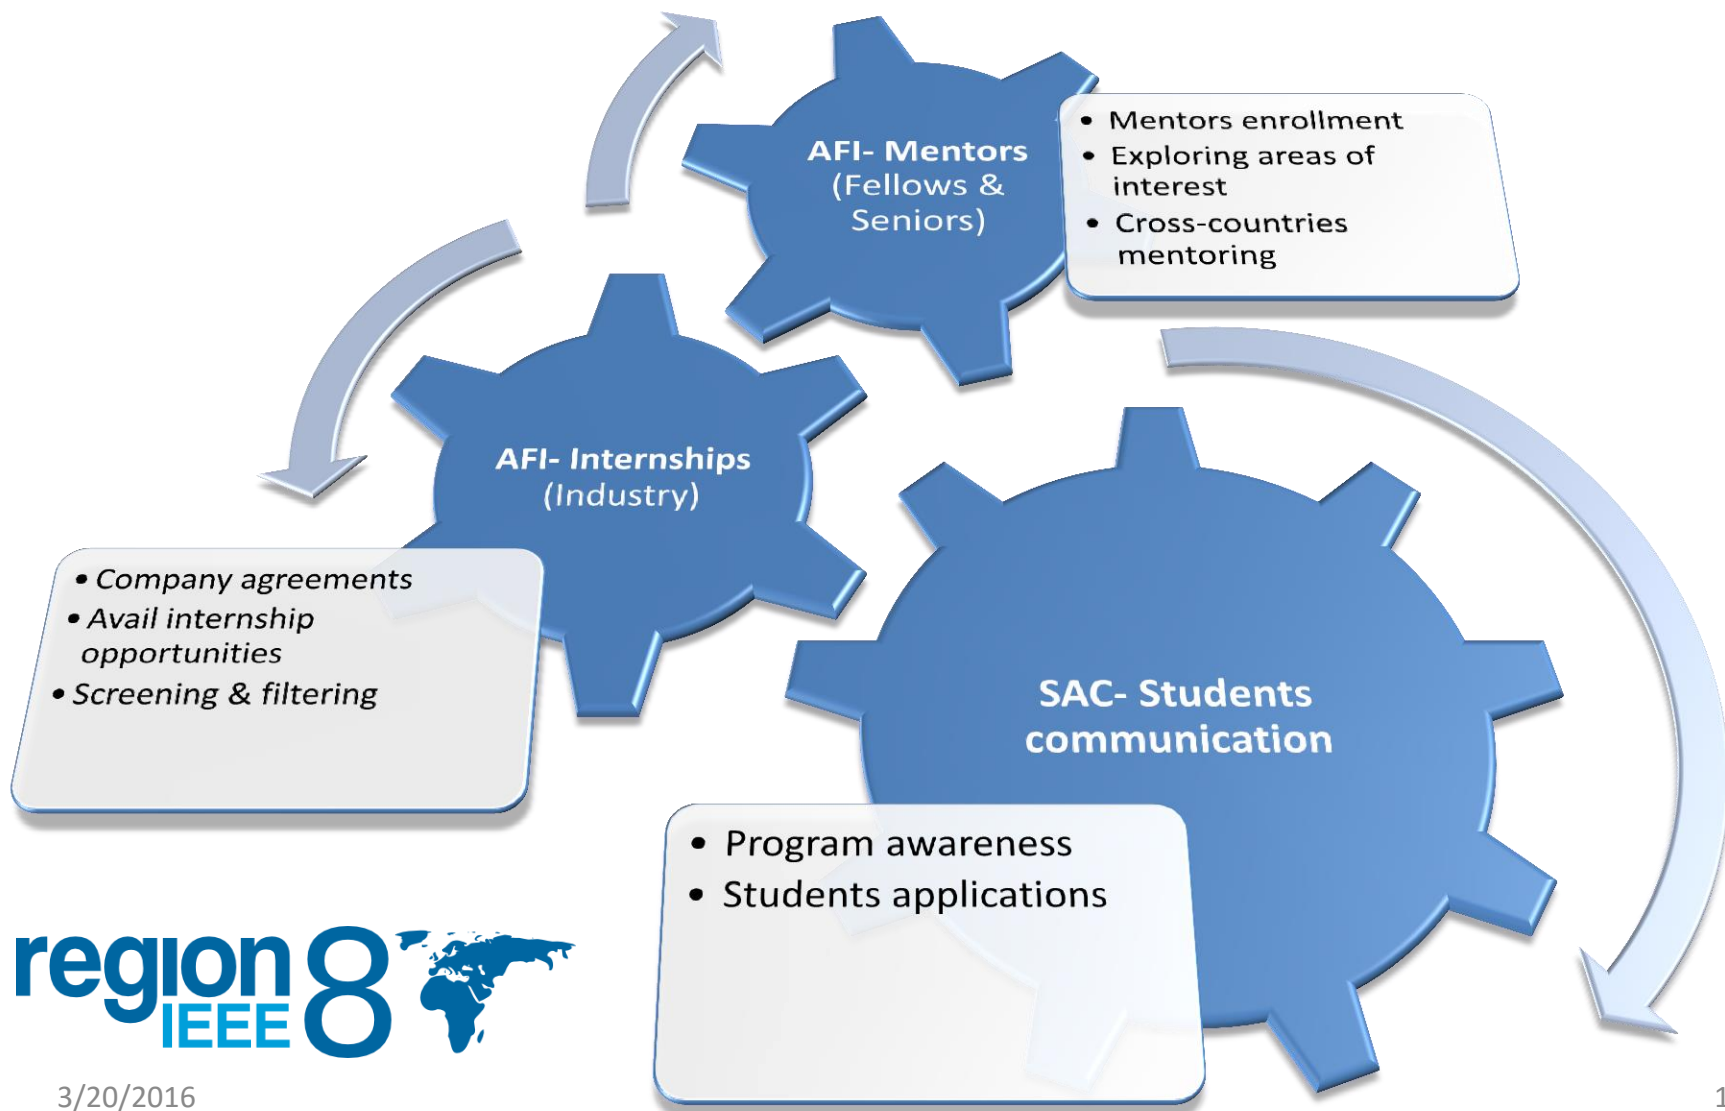 AFI- Mentors
(Fellows &
Seniors)
• Mentors enrollment
• Exploring areas of
interest
• Cross-countries
mentoring
AFI- Internships
(Industry)
• Company agreements
• Avail internship
opportunities
• Screening & filtering
SAC- Students
communication
• Program awareness
• Students applications
region 8
IEEE
3/20/2016
1